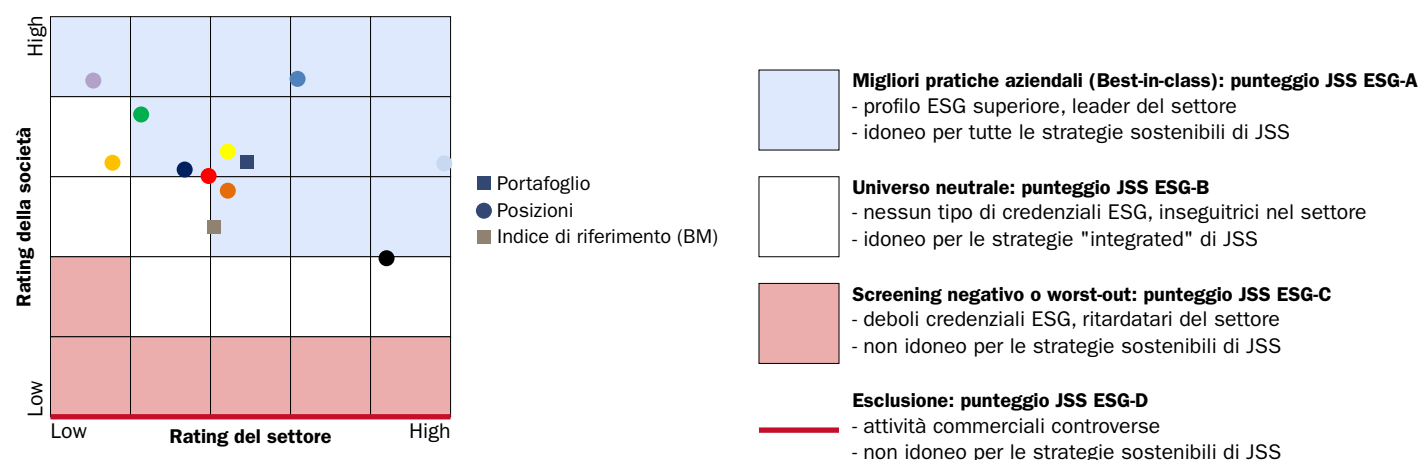 High
Rating della società
Low
Low
Rating del settore
High
Portafoglio
Posizioni
Indice di riferimento (BM)
Migliori pratiche aziendali (Best-in-class): punteggio JSS ESG-A
- profilo ESG superiore, leader del settore
- idoneo per tutte le strategie sostenibili di JSS
Universo neutrale: punteggio JSS ESG-B
- nessun tipo di credenziali ESG, inseguitrici nel settore
- idoneo per le strategie "integrated" di JSS
Screening negativo o worst-out: punteggio JSS ESG-C
- deboli credenziali ESG, ritardatari del settore
- non idoneo per le strategie sostenibili di JSS
Esclusione: punteggio JSS ESG-D
- attività commerciali controverse
- non idoneo per le strategie sostenibili di JSS